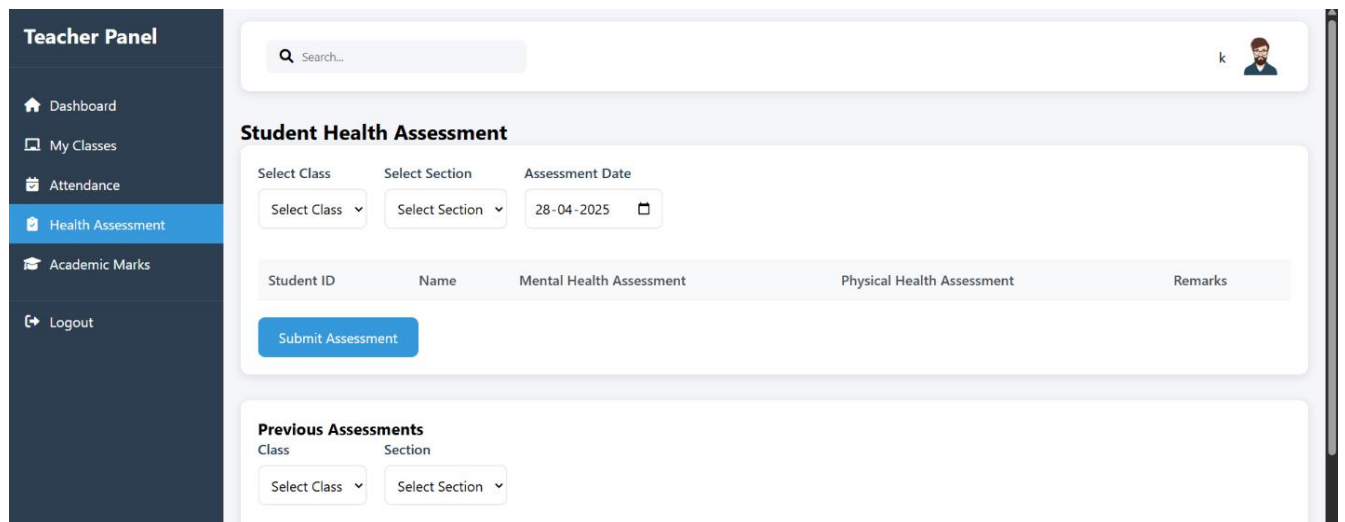 Teacher Panel
Dashboard
My Classes
Attendance
Health Assessment
Academic Marks
Logout
Search...
k
Student Health Assessment
Select Class Select Section Assessment Date
Select Class Select Section 28-04-2025
Student ID Name Mental Health Assessment Physical Health Assessment Remarks
Submit Assessment
Previous Assessments
Class Section
Select Class Select Section